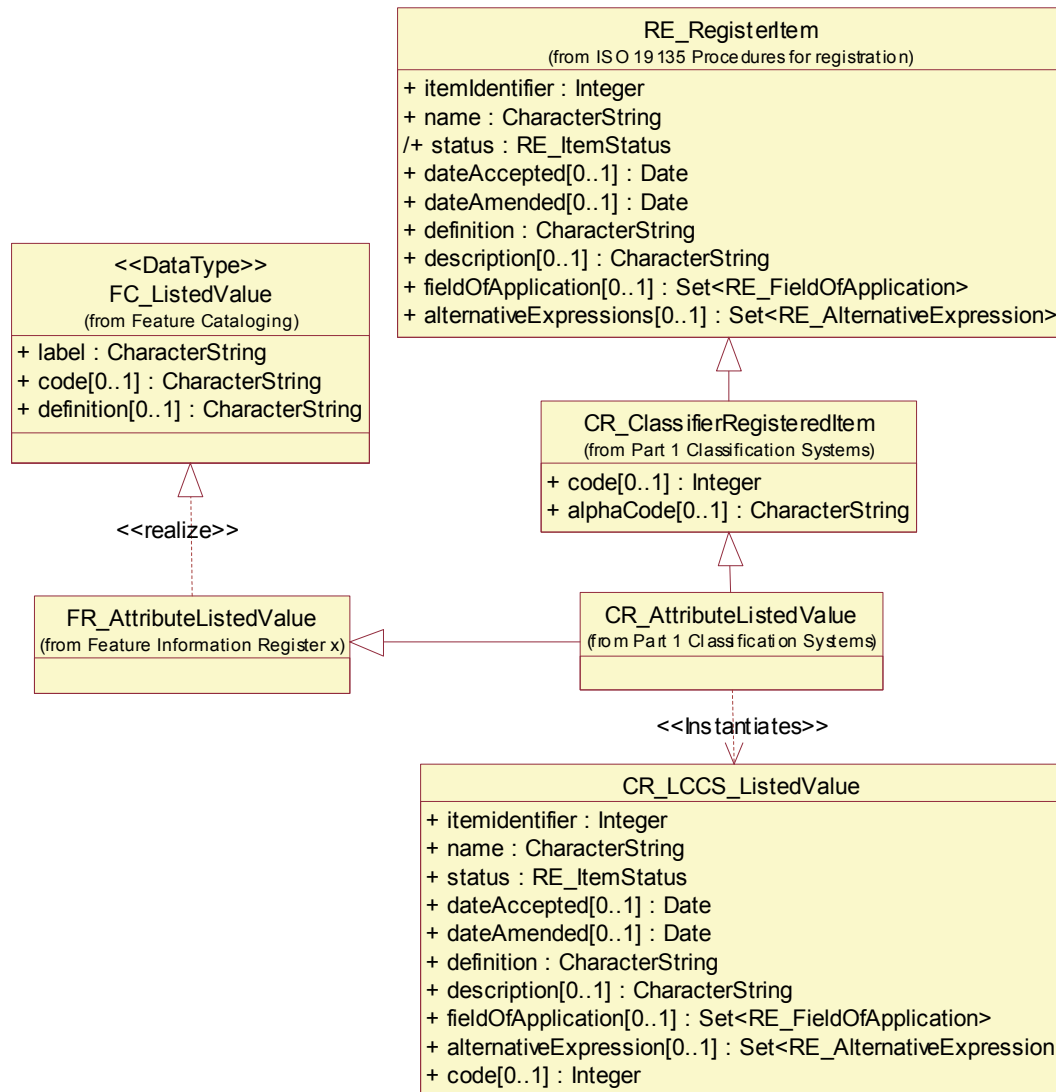 RE_RegisterItem
(from ISO 19135 Procedures for registration)
+ itemIdentifier : Integer
+ name : CharacterString
/+ status : RE_ItemStatus
+ dateAccepted[0..1] : Date
+ dateAmended[0..1] : Date
+ definition : CharacterString
+ description[0..1] : CharacterString
+ fieldOfApplication[0..1] : Set<RE_FieldOfApplication>
+ alternativeExpressions[0..1] : Set<RE_AlternativeExpression>
<<DataType>>
FC_ListedValue
(from Feature Cataloging)
+ label : CharacterString
+ code[0..1] : CharacterString
+ definition[0..1] : CharacterString
CR_ClassifierRegisteredItem
(from Part 1 Classification Systems)
+ code[0..1] : Integer
+ alphaCode[0..1] : CharacterString
<<realize>>
FR_AttributeListedValue
(from Feature Information Register x)
CR_AttributeListedValue
(from Part 1 Classification Systems)
<<Instantiates>>
CR_LCCS_ListedValue
+ itemidentifier : Integer
+ name : CharacterString
+ status : RE_ItemStatus
+ dateAccepted[0..1] : Date
+ dateAmended[0..1] : Date
+ definition : CharacterString
+ description[0..1] : CharacterString
+ fieldOfApplication[0..1] : Set<RE_FieldOfApplication>
+ alternativeExpression[0..1] : Set<RE_AlternativeExpression
+ code[0..1] : Integer